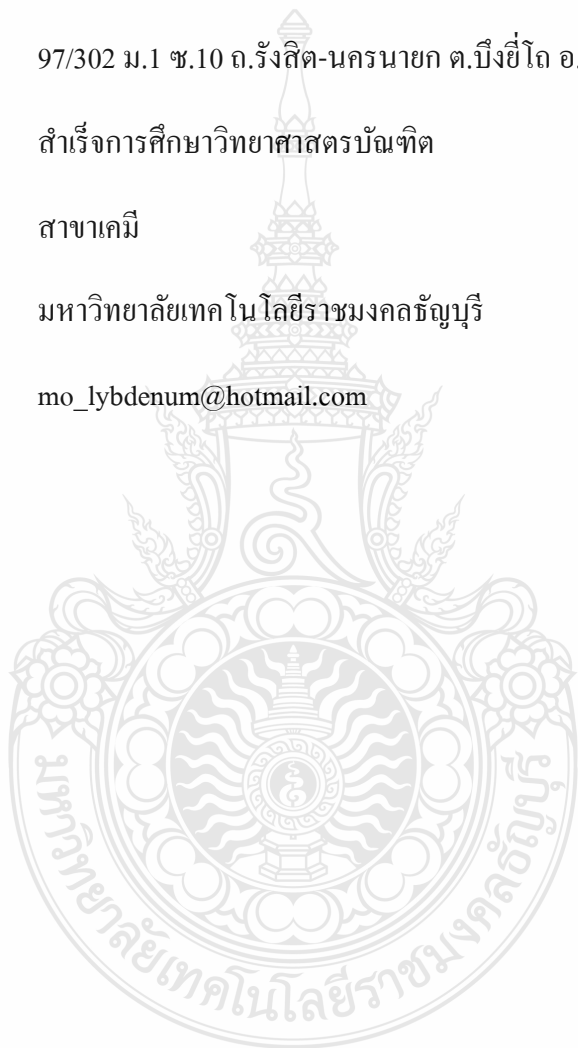 97/302 ม.1 ซ.10 ถ.รังสิต-นครนายก ต.บึงยี่โถ อ.
สำเร็จการศึกษาวิทยาศาสตรบัณฑิต
สาขาเคมี
มหาวิทยาลัยเทคโนโลยีราชมงคลธัญบุรี
mo_lybdenum@hotmail.com
มหาวิทยาลัยเทคโนโลยีราชมงคลธัญบุรี